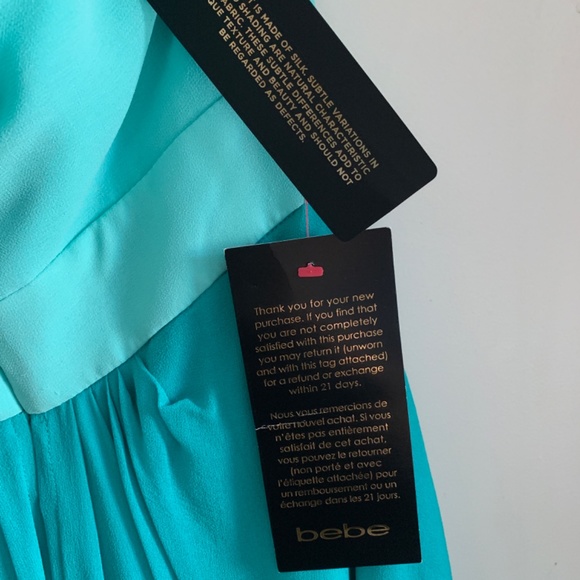 T IS MADE OF SILK. SUBTLE VARIATIONS IN
SHADING ARE NATURAL CHARACTERISTIC
FABRIC. THESE SUBTLE DIFFERENCES ADD TO
QUE TEXTURE AND BEAUTY AND SHOULD NOT
BE REGARDED AS DEFECTS.
Thank you for your new
purchase. If you find that
you are not completely
satisfied with this purchase
you may return it (unworn
and with this tag attached)
for a refund or exchange
within 21 days.
Nous vous remercions de
votre nouvel achat. Si vous
n'êtes pas entièrement
satisfait de cet achat,
vous pouvez le retourner
(non porté et avec
l'étiquette attachée) pour
un remboursement ou un
échange dans les 21 jours.
bebe